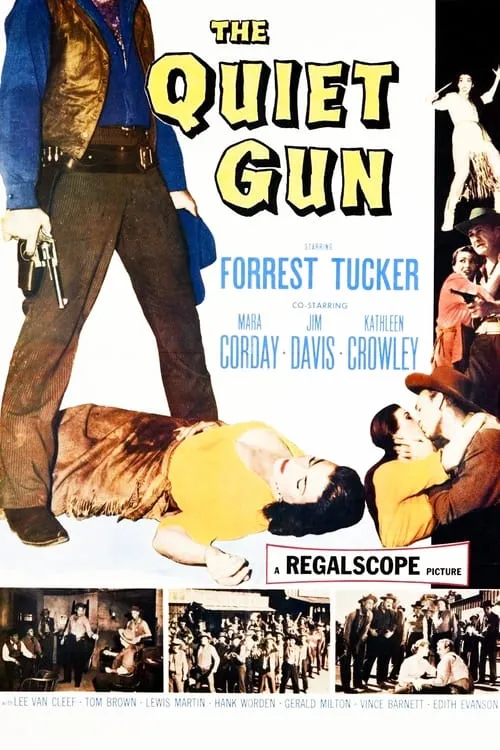 THE
QUIET
GUN
STARRING
FORREST TUCKER
CO-STARRING
MARA JIM KATHLEEN
CORDAY · DAVIS · CROWLEY
A REGALSCOPE PICTURE
WITH LEE VAN CLEEF · TOM BROWN · LEWIS MARTIN · HANK WORDEN · GERALD MILTON · VINCE BARNETT · EDITH EVANSON